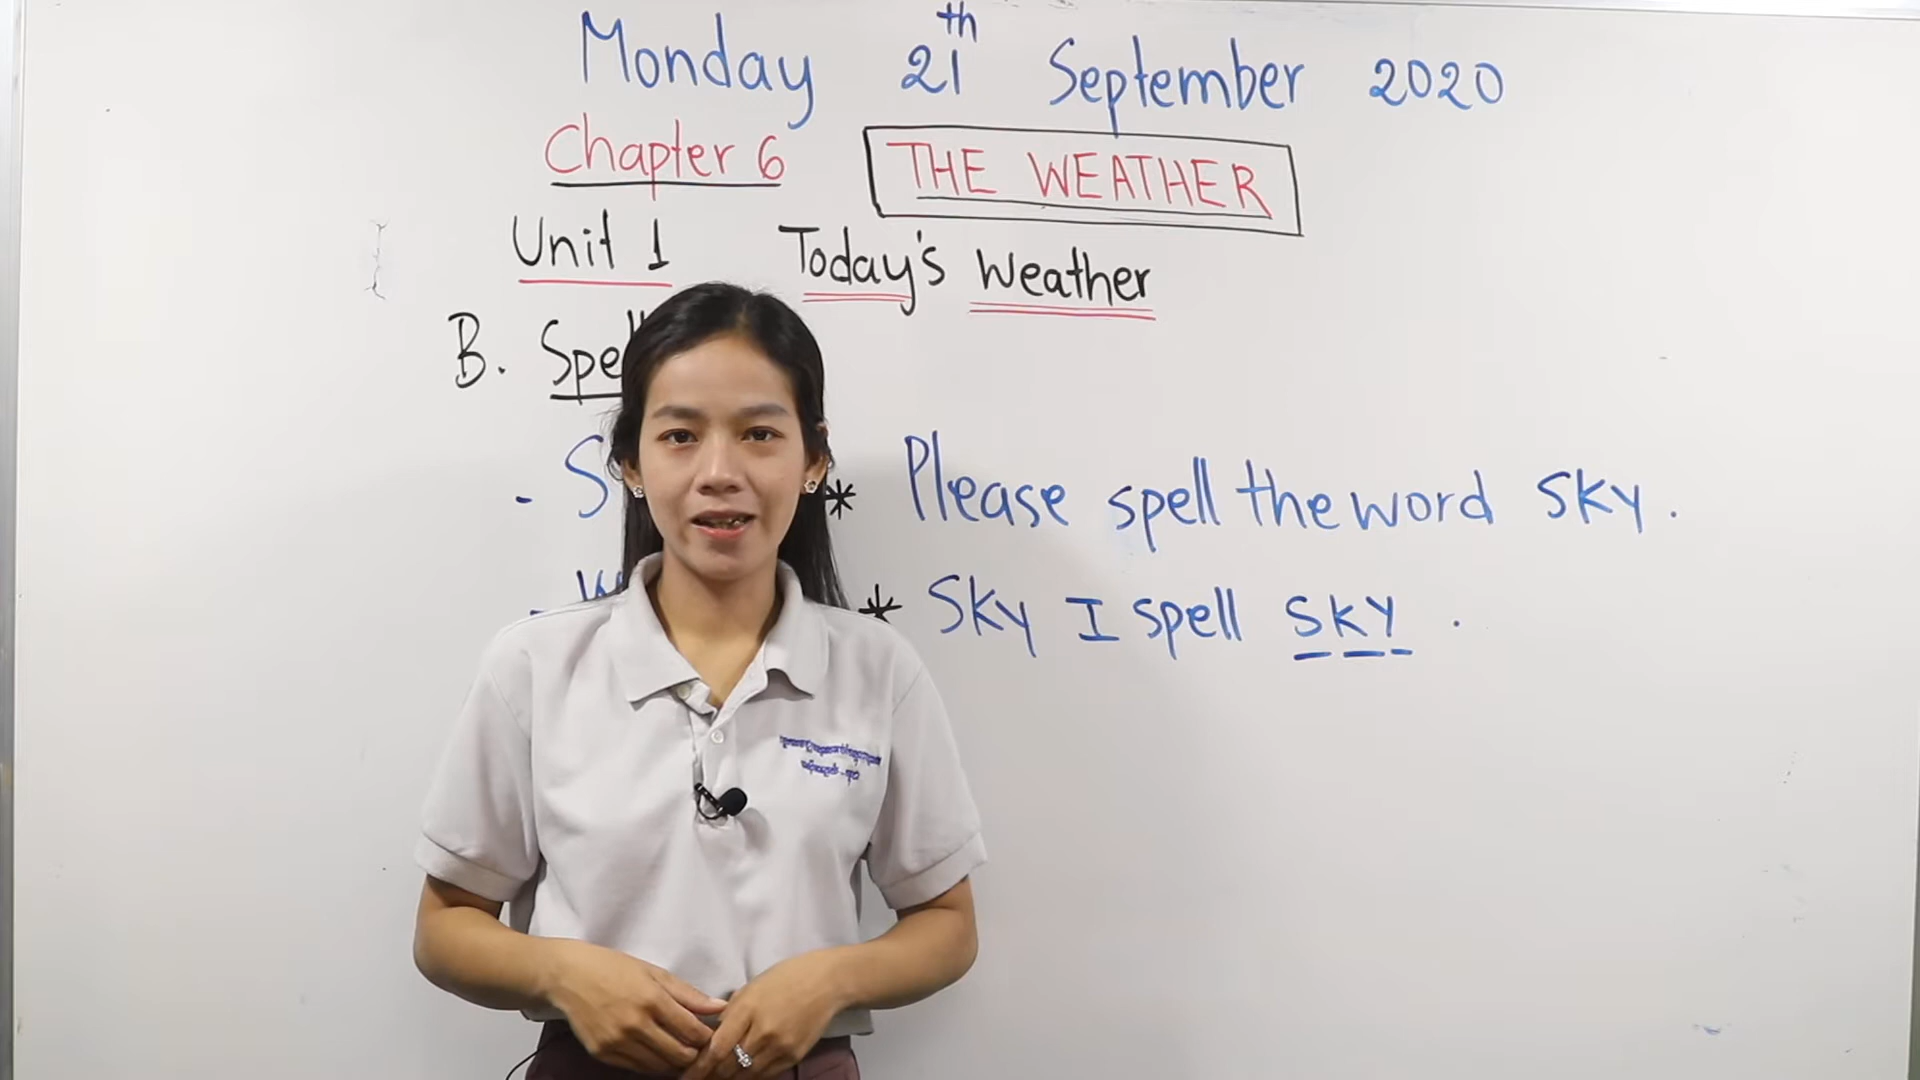 Monday 21th September 2020
Chapter 6 THE WEATHER
Unit 1 Today's Weather
B. Spell
- S * Please spell the word SKY.
- W * SKY I spell SKY.